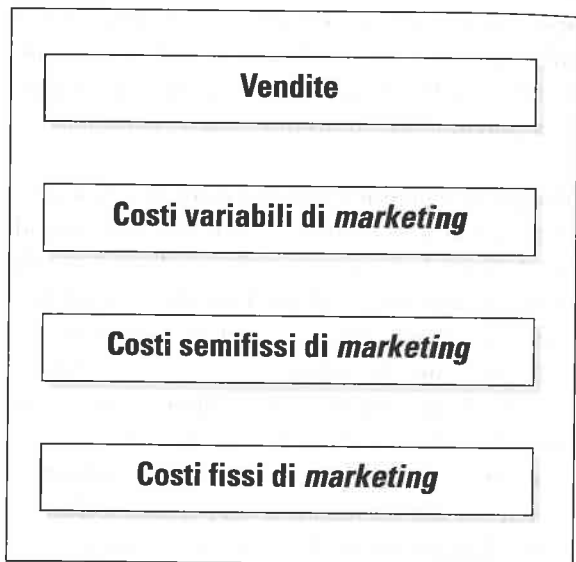 Vendite
Costi variabili di marketing
Costi semifissi di marketing
Costi fissi di marketing